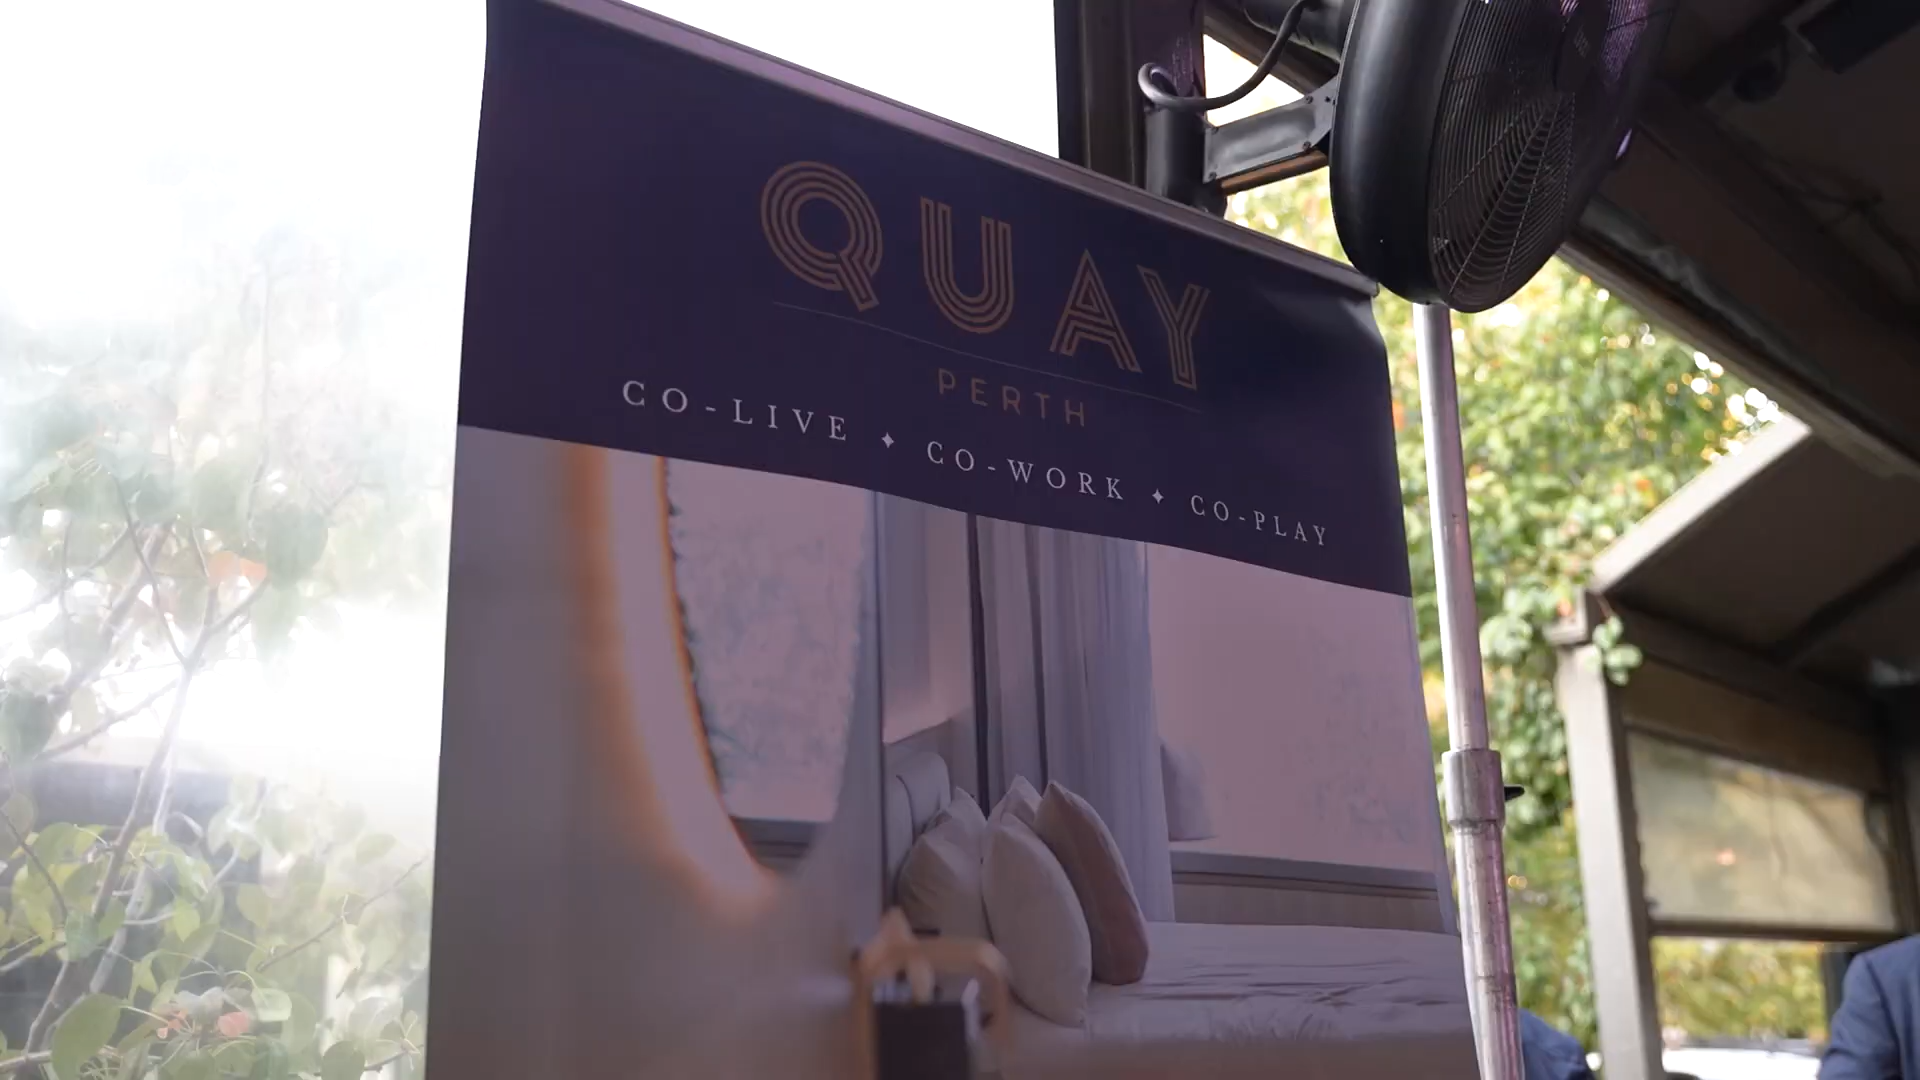 QUAY
PERTH
CO-LIVE ✦ CO-WORK ✦ CO-PLAY